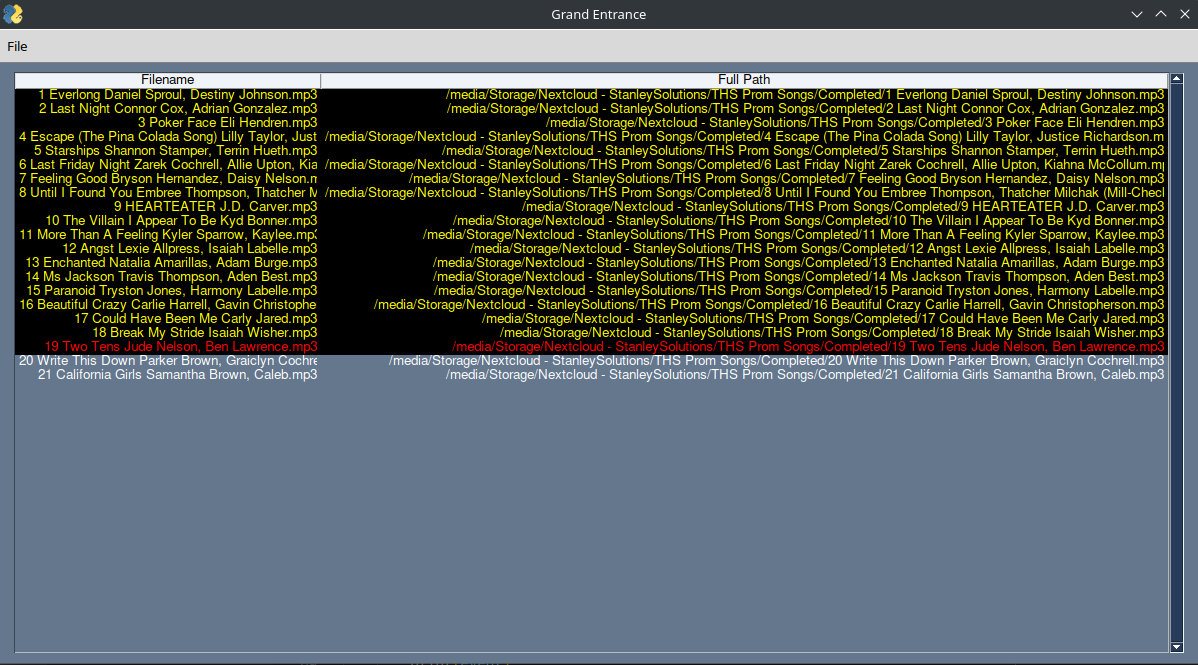 Grand Entrance
File
Filename Full Path
1 Everlong Daniel Sproul, Destiny Johnson.mp3 /media/Storage/Nextcloud - StanleySolutions/THS Prom Songs/Completed/1 Everlong Daniel Sproul, Destiny Johnson.mp3
2 Last Night Connor Cox, Adrian Gonzalez.mp3 /media/Storage/Nextcloud - StanleySolutions/THS Prom Songs/Completed/2 Last Night Connor Cox, Adrian Gonzalez.mp3
3 Poker Face Eli Hendren.mp3 /media/Storage/Nextcloud - StanleySolutions/THS Prom Songs/Completed/3 Poker Face Eli Hendren.mp3
4 Escape (The Pina Colada Song) Lilly Taylor, Just /media/Storage/Nextcloud - StanleySolutions/THS Prom Songs/Completed/4 Escape (The Pina Colada Song) Lilly Taylor, Justice Richardson.m
5 Starships Shannon Stamper, Terrin Hueth.mp3 /media/Storage/Nextcloud - StanleySolutions/THS Prom Songs/Completed/5 Starships Shannon Stamper, Terrin Hueth.mp3
6 Last Friday Night Zarek Cochrell, Allie Upton, Kia /media/Storage/Nextcloud - StanleySolutions/THS Prom Songs/Completed/6 Last Friday Night Zarek Cochrell, Allie Upton, Kiahna McCollum.mp
7 Feeling Good Bryson Hernandez, Daisy Nelson.m /media/Storage/Nextcloud - StanleySolutions/THS Prom Songs/Completed/7 Feeling Good Bryson Hernandez, Daisy Nelson.mp3
8 Until I Found You Embree Thompson, Thatcher M /media/Storage/Nextcloud - StanleySolutions/THS Prom Songs/Completed/8 Until I Found You Embree Thompson, Thatcher Milchak (Mill-Checl
9 HEARTEATER J.D. Carver.mp3 /media/Storage/Nextcloud - StanleySolutions/THS Prom Songs/Completed/9 HEARTEATER J.D. Carver.mp3
10 The Villain I Appear To Be Kyd Bonner.mp3 /media/Storage/Nextcloud - StanleySolutions/THS Prom Songs/Completed/10 The Villain I Appear To Be Kyd Bonner.mp3
11 More Than A Feeling Kyler Sparrow, Kaylee.mp3 /media/Storage/Nextcloud - StanleySolutions/THS Prom Songs/Completed/11 More Than A Feeling Kyler Sparrow, Kaylee.mp3
12 Angst Lexie Allpress, Isaiah Labelle.mp3 /media/Storage/Nextcloud - StanleySolutions/THS Prom Songs/Completed/12 Angst Lexie Allpress, Isaiah Labelle.mp3
13 Enchanted Natalia Amarillas, Adam Burge.mp3 /media/Storage/Nextcloud - StanleySolutions/THS Prom Songs/Completed/13 Enchanted Natalia Amarillas, Adam Burge.mp3
14 Ms Jackson Travis Thompson, Aden Best.mp3 /media/Storage/Nextcloud - StanleySolutions/THS Prom Songs/Completed/14 Ms Jackson Travis Thompson, Aden Best.mp3
15 Paranoid Tryston Jones, Harmony Labelle.mp3 /media/Storage/Nextcloud - StanleySolutions/THS Prom Songs/Completed/15 Paranoid Tryston Jones, Harmony Labelle.mp3
16 Beautiful Crazy Carlie Harrell, Gavin Christophe /media/Storage/Nextcloud - StanleySolutions/THS Prom Songs/Completed/16 Beautiful Crazy Carlie Harrell, Gavin Christopherson.mp3
17 Could Have Been Me Carly Jared.mp3 /media/Storage/Nextcloud - StanleySolutions/THS Prom Songs/Completed/17 Could Have Been Me Carly Jared.mp3
18 Break My Stride Isaiah Wisher.mp3 /media/Storage/Nextcloud - StanleySolutions/THS Prom Songs/Completed/18 Break My Stride Isaiah Wisher.mp3
19 Two Tens Jude Nelson, Ben Lawrence.mp3 /media/Storage/Nextcloud - StanleySolutions/THS Prom Songs/Completed/19 Two Tens Jude Nelson, Ben Lawrence.mp3
20 Write This Down Parker Brown, Graiclyn Cochre /media/Storage/Nextcloud - StanleySolutions/THS Prom Songs/Completed/20 Write This Down Parker Brown, Graiclyn Cochrell.mp3
21 California Girls Samantha Brown, Caleb.mp3 /media/Storage/Nextcloud - StanleySolutions/THS Prom Songs/Completed/21 California Girls Samantha Brown, Caleb.mp3